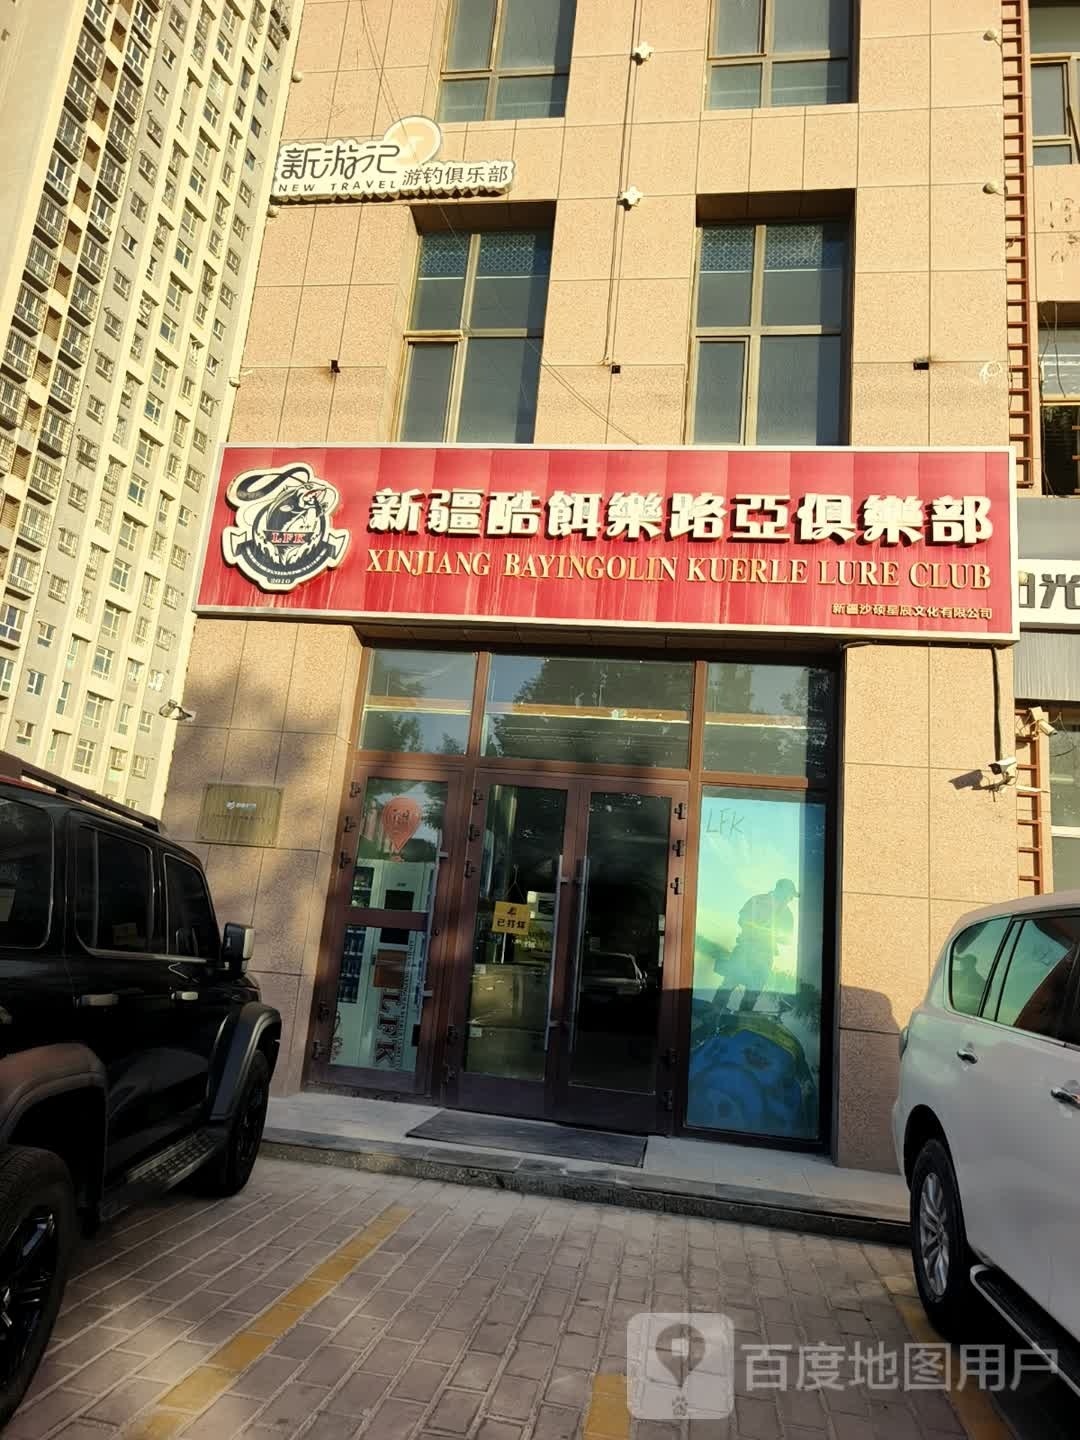 新游记
NEW TRAVEL 游钓俱乐部
新疆酷餌樂路亞俱樂部
LFK
2010
XINJIANG BAYINGOLIN KUERLE LURE CLUB
新疆沙硕星辰文化有限公司
阳光
LFK
已打烊
LFK
百度地图用户